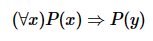 (∀x)P(x) ⇒ P(y)